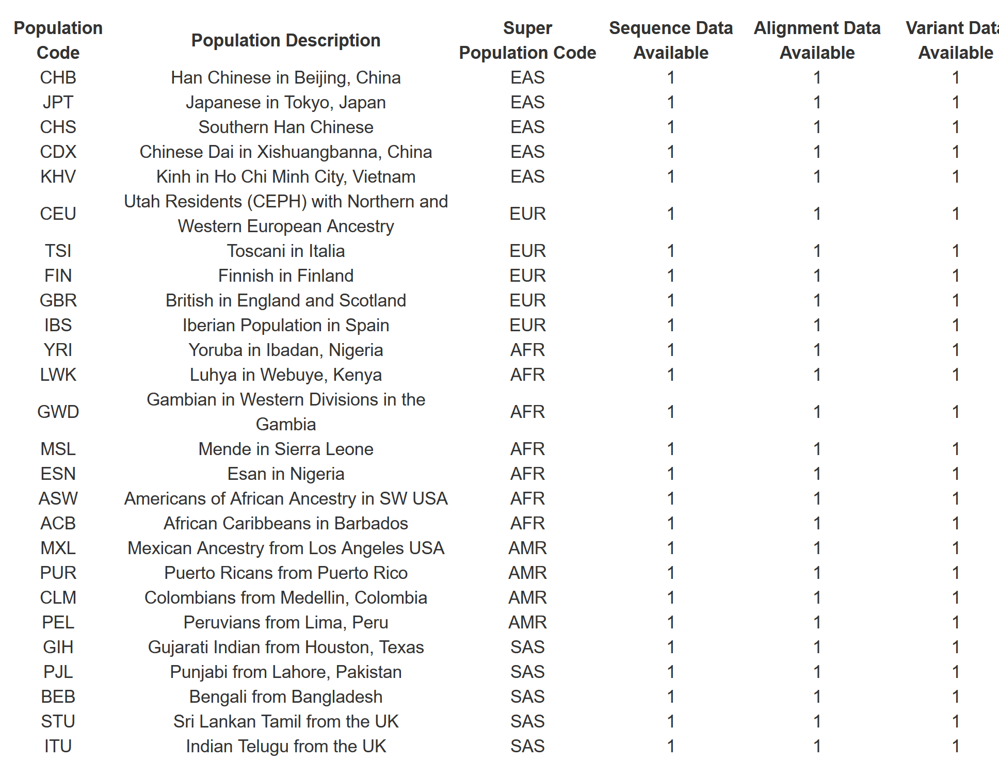 Population Code	Population Description	Super Population Code	Sequence Data Available	Alignment Data Available	Variant Data Available
CHB	Han Chinese in Beijing, China	EAS	1	1	1
JPT	Japanese in Tokyo, Japan	EAS	1	1	1
CHS	Southern Han Chinese	EAS	1	1	1
CDX	Chinese Dai in Xishuangbanna, China	EAS	1	1	1
KHV	Kinh in Ho Chi Minh City, Vietnam	EAS	1	1	1
CEU	Utah Residents (CEPH) with Northern and Western European Ancestry	EUR	1	1	1
TSI	Toscani in Italia	EUR	1	1	1
FIN	Finnish in Finland	EUR	1	1	1
GBR	British in England and Scotland	EUR	1	1	1
IBS	Iberian Population in Spain	EUR	1	1	1
YRI	Yoruba in Ibadan, Nigeria	AFR	1	1	1
LWK	Luhya in Webuye, Kenya	AFR	1	1	1
GWD	Gambian in Western Divisions in the Gambia	AFR	1	1	1
MSL	Mende in Sierra Leone	AFR	1	1	1
ESN	Esan in Nigeria	AFR	1	1	1
ASW	Americans of African Ancestry in SW USA	AFR	1	1	1
ACB	African Caribbeans in Barbados	AFR	1	1	1
MXL	Mexican Ancestry from Los Angeles USA	AMR	1	1	1
PUR	Puerto Ricans from Puerto Rico	AMR	1	1	1
CLM	Colombians from Medellin, Colombia	AMR	1	1	1
PEL	Peruvians from Lima, Peru	AMR	1	1	1
GIH	Gujarati Indian from Houston, Texas	SAS	1	1	1
PJL	Punjabi from Lahore, Pakistan	SAS	1	1	1
BEB	Bengali from Bangladesh	SAS	1	1	1
STU	Sri Lankan Tamil from the UK	SAS	1	1	1
ITU	Indian Telugu from the UK	SAS	1	1	1